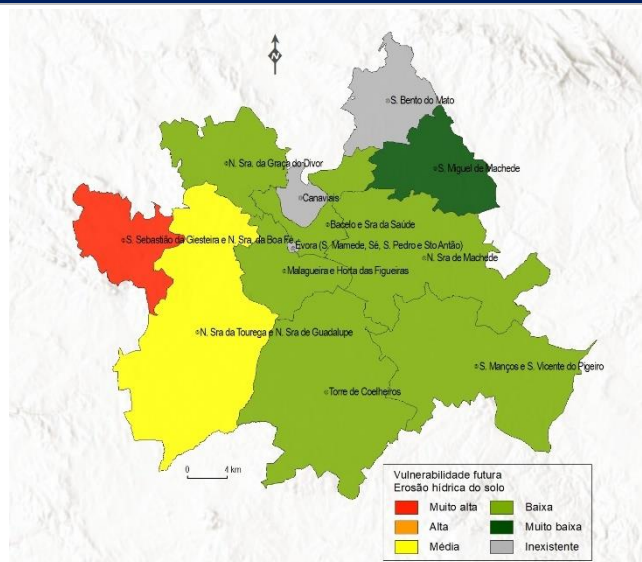 N
S. Bento do Mato
N. Sra. da Graça do Divor
S. Miguel de Machede
Canaviais
Bacelo e Sra da Saúde
S. Sebastião da Giesteira e N. Sra. da Boa Fé
Évora (S. Mamede, Sé, S. Pedro e Sto Antão)
N. Sra de Machede
Malagueira e Horta das Figueiras
N. Sra da Tourega e N. Sra de Guadalupe
S. Manços e S. Vicente do Pigeiro
Torre de Coelheiros
0 4 km
Vulnerabilidade futura
Erosão hídrica do solo
Muito alta
Alta
Média
Baixa
Muito baixa
Inexistente